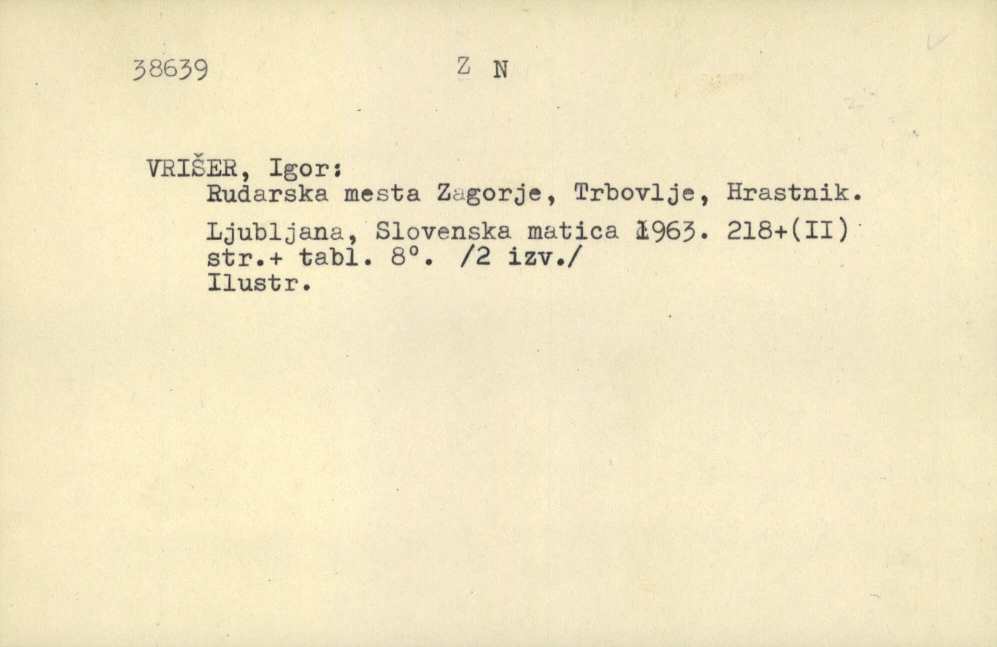 38639 Z N
VRIŠER, Igor:
Rudarska mesta Zagorje, Trbovlje, Hrastnik.
Ljubljana, Slovenska matica 1963. 218+(II)
str.+ tabl. 8°. /2 izv./
Ilustr.